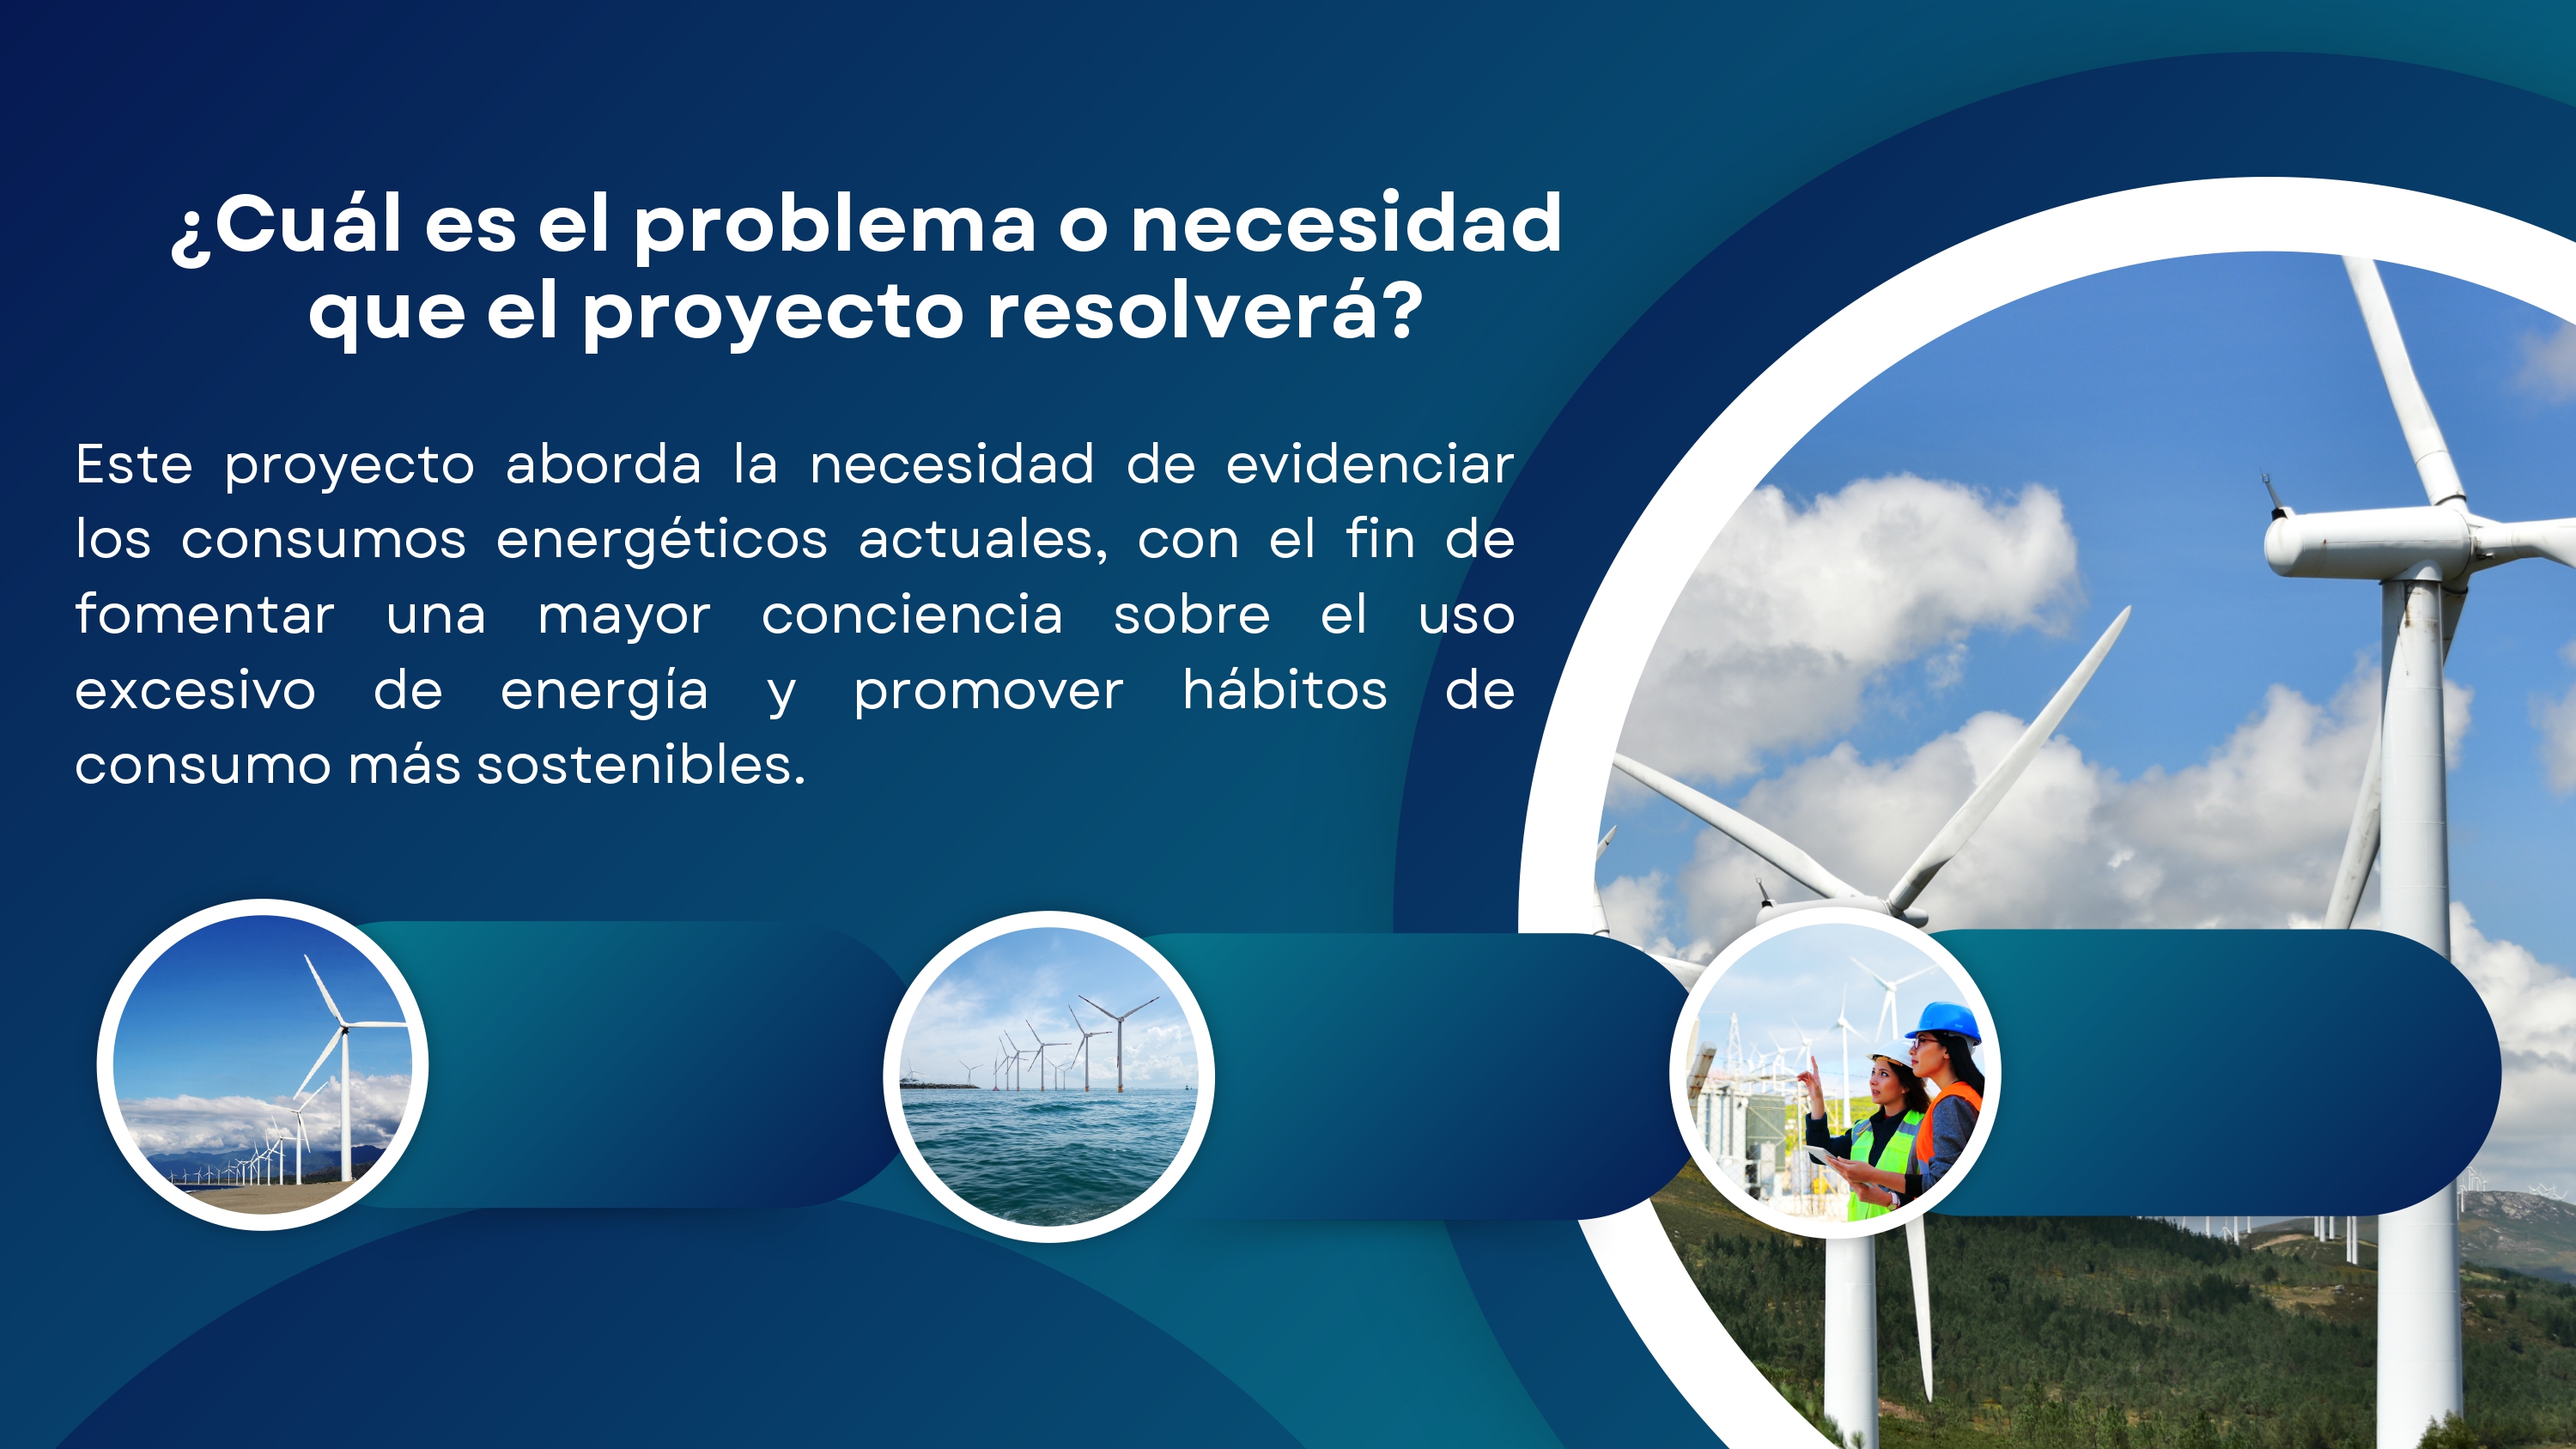 ¿Cuál es el problema o necesidad
que el proyecto resolverá?
Este proyecto aborda la necesidad de evidenciar
los consumos energéticos actuales, con el fin de
fomentar una mayor conciencia sobre el uso
excesivo de energía y promover hábitos de
consumo más sostenibles.